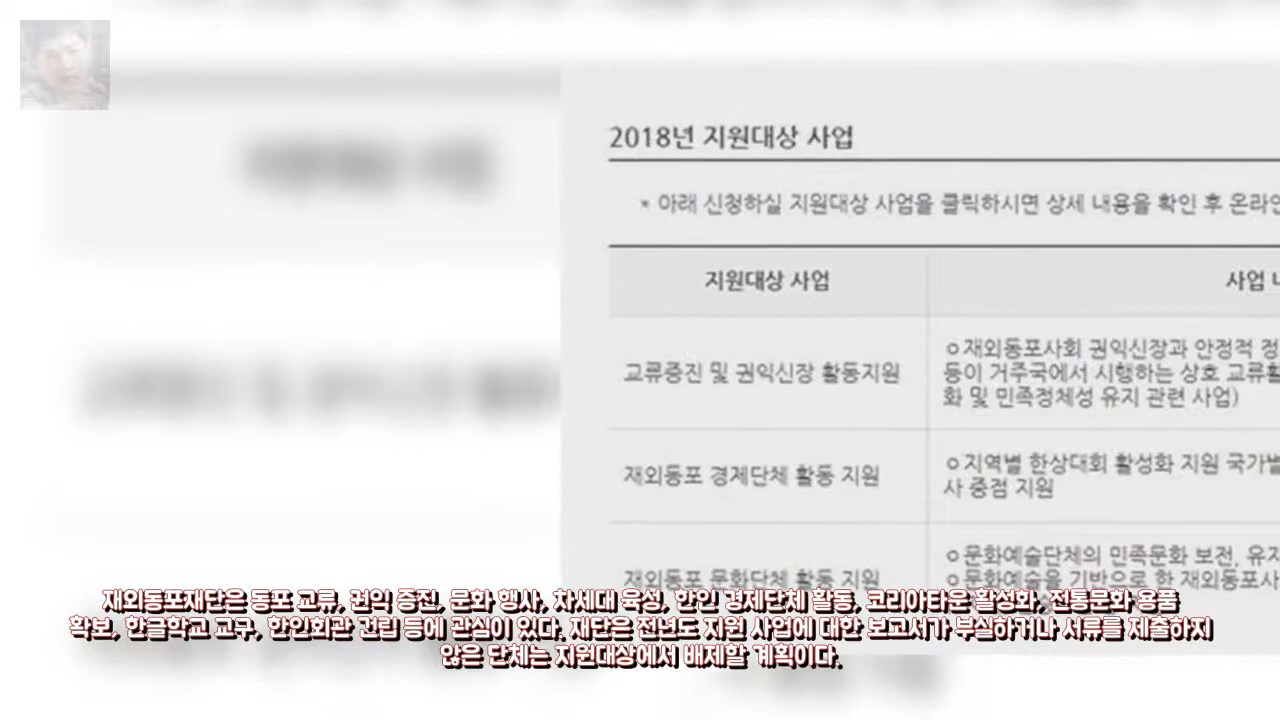 2018년 지원대상 사업
* 아래 신청하실 지원대상 사업을 클릭하시면 상세 내용을 확인 후 온라인
지원대상 사업
사업
교류증진 및 권익신장 활동지원
ㅇ재외동포사회 권익신장과 안정적 정
등이 거주국에서 시행하는 상호 교류활
화 및 민족정체성 유지 관련 사업)
재외동포 경제단체 활동 지원
ㅇ지역별 한상대회 활성화 지원 국가별
사 중점 지원
재외동포 문화단체 활동 지원
ㅇ문화예술단체의 민족문화 보전, 유지
ㅇ문화예술을 기반으로 한 재외동포사
재외동포재단은 동포 교류, 권익 증진, 문화 행사, 차세대 육성, 한인 경제단체 활동, 코리아타운 활성화, 전통문화 용품
확보, 한글학교 교구, 한인회관 건립 등에 관심이 있다. 재단은 전년도 지원 사업에 대한 보고서가 부실하거나 서류를 제출하지
않은 단체는 지원대상에서 배제할 계획이다.